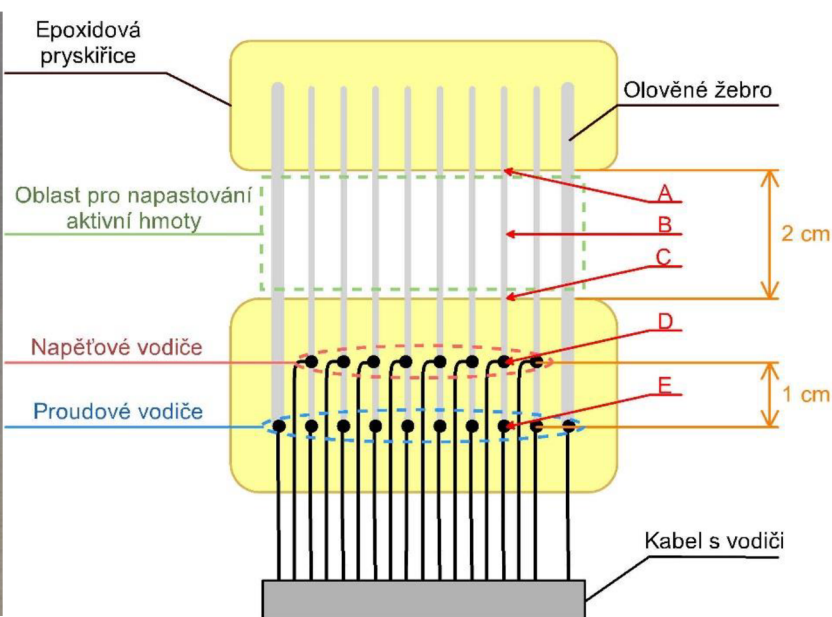 Epoxidová
pryskiřice
Olověné žebro
Oblast pro napastování
aktivní hmoty
A
B
2 cm
C
Napěťové vodiče
D
Proudové vodiče
E
1 cm
Kabel s vodiči